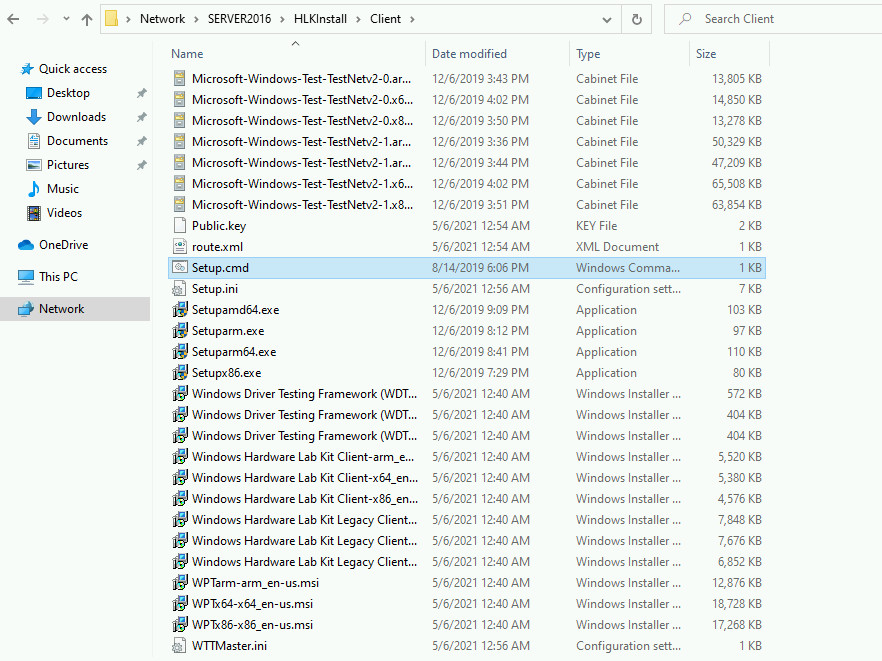 Network > SERVER2016 > HLKInstall > Client >
Search Client
Name Date modified Type Size
Quick access
Desktop
Downloads
Documents
Pictures
Music
Videos
OneDrive
This PC
Network
Microsoft-Windows-Test-TestNetv2-0.ar... 12/6/2019 3:43 PM Cabinet File 13,805 KB
Microsoft-Windows-Test-TestNetv2-0.x6... 12/6/2019 4:02 PM Cabinet File 14,850 KB
Microsoft-Windows-Test-TestNetv2-0.x8... 12/6/2019 3:50 PM Cabinet File 13,278 KB
Microsoft-Windows-Test-TestNetv2-1.ar... 12/6/2019 3:36 PM Cabinet File 50,329 KB
Microsoft-Windows-Test-TestNetv2-1.ar... 12/6/2019 3:44 PM Cabinet File 47,209 KB
Microsoft-Windows-Test-TestNetv2-1.x6... 12/6/2019 4:02 PM Cabinet File 65,508 KB
Microsoft-Windows-Test-TestNetv2-1.x8... 12/6/2019 3:51 PM Cabinet File 63,854 KB
Public.key 5/6/2021 12:54 AM KEY File 2 KB
route.xml 5/6/2021 12:54 AM XML Document 1 KB
Setup.cmd 8/14/2019 6:06 PM Windows Comma... 1 KB
Setup.ini 5/6/2021 12:56 AM Configuration sett... 7 KB
Setupamd64.exe 12/6/2019 9:09 PM Application 103 KB
Setuparm.exe 12/6/2019 8:12 PM Application 97 KB
Setuparm64.exe 12/6/2019 8:41 PM Application 110 KB
Setupx86.exe 12/6/2019 7:29 PM Application 80 KB
Windows Driver Testing Framework (WDT... 5/6/2021 12:40 AM Windows Installer ... 572 KB
Windows Driver Testing Framework (WDT... 5/6/2021 12:40 AM Windows Installer ... 404 KB
Windows Driver Testing Framework (WDT... 5/6/2021 12:40 AM Windows Installer ... 404 KB
Windows Hardware Lab Kit Client-arm_e... 5/6/2021 12:40 AM Windows Installer ... 5,520 KB
Windows Hardware Lab Kit Client-x64_en... 5/6/2021 12:40 AM Windows Installer ... 5,380 KB
Windows Hardware Lab Kit Client-x86_en... 5/6/2021 12:40 AM Windows Installer ... 4,576 KB
Windows Hardware Lab Kit Legacy Client... 5/6/2021 12:40 AM Windows Installer ... 7,848 KB
Windows Hardware Lab Kit Legacy Client... 5/6/2021 12:40 AM Windows Installer ... 7,676 KB
Windows Hardware Lab Kit Legacy Client... 5/6/2021 12:40 AM Windows Installer ... 6,852 KB
WPTarm-arm_en-us.msi 5/6/2021 12:40 AM Windows Installer ... 12,876 KB
WPTx64-x64_en-us.msi 5/6/2021 12:40 AM Windows Installer ... 18,728 KB
WPTx86-x86_en-us.msi 5/6/2021 12:40 AM Windows Installer ... 17,268 KB
WTTMaster.ini 5/6/2021 12:56 AM Configuration sett... 1 KB